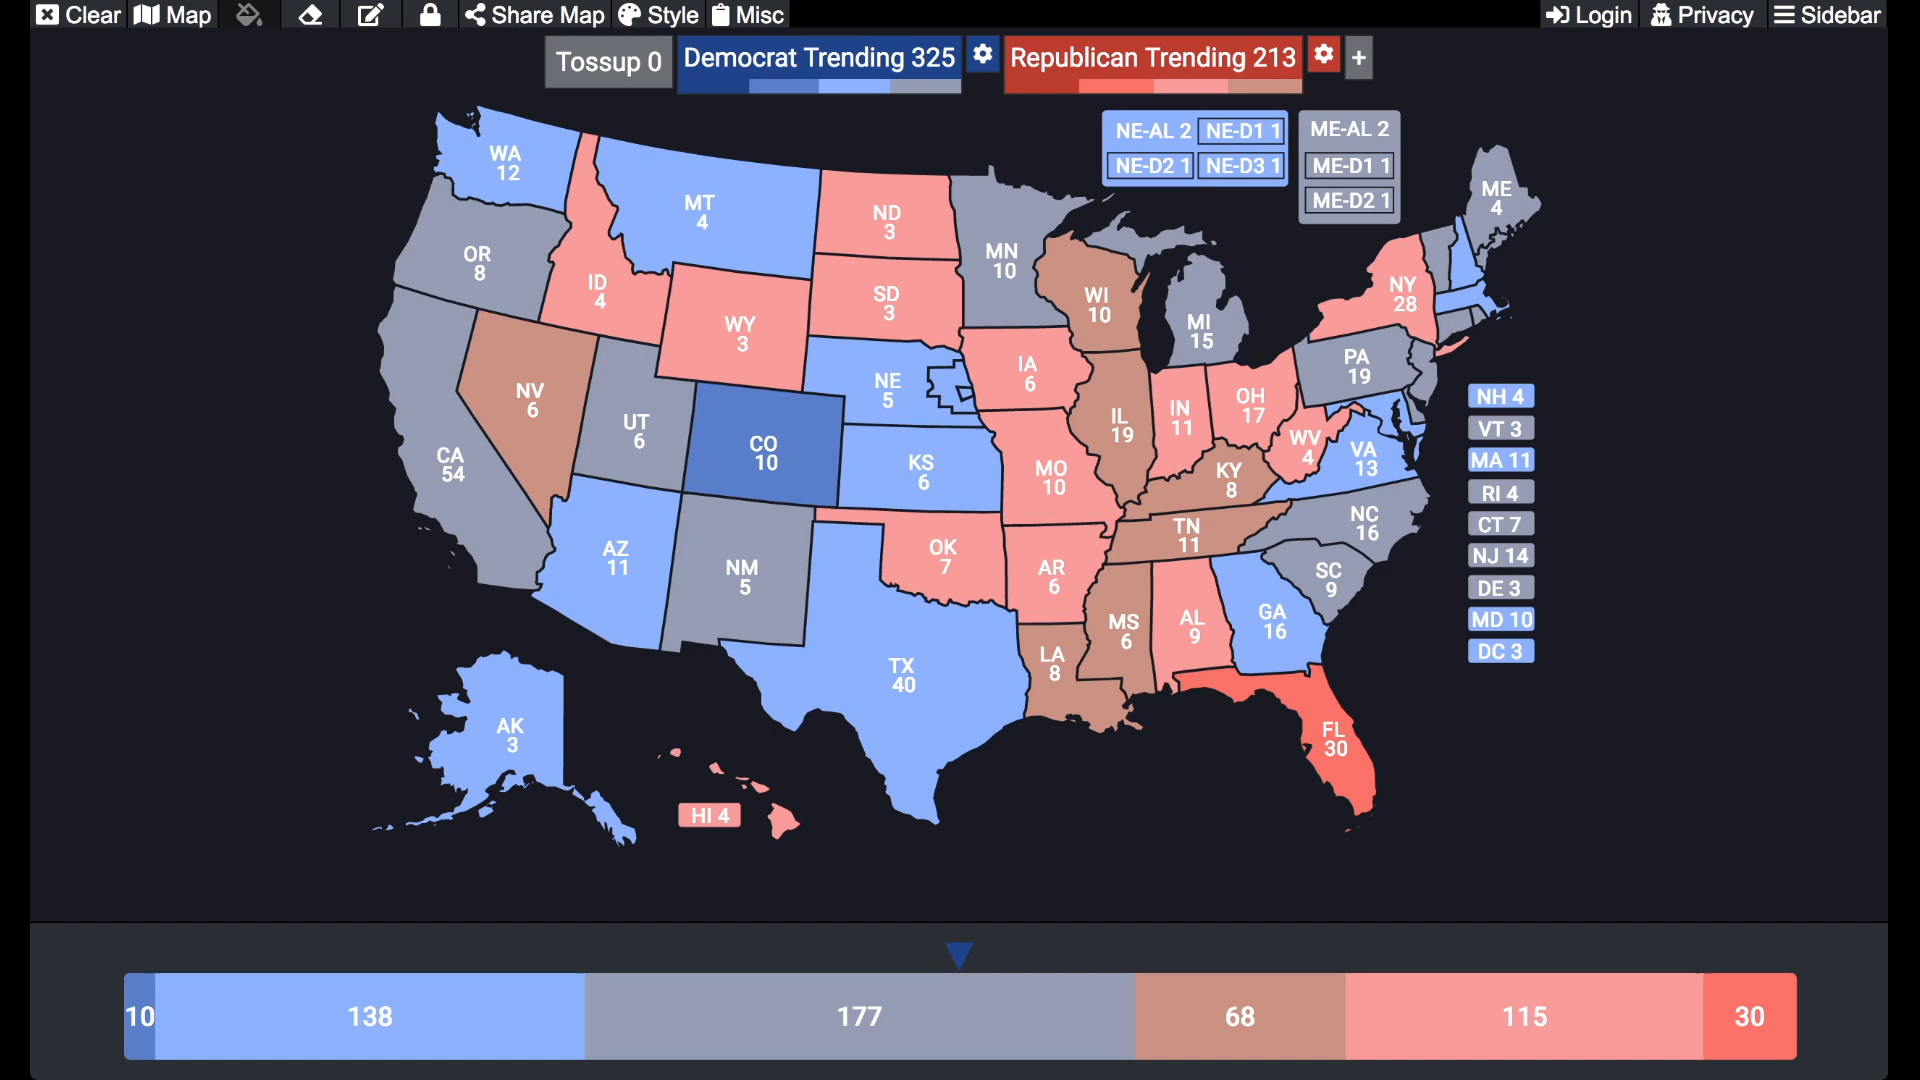 Clear Map Share Map Style Misc Login Privacy Sidebar
Tossup 0 Democrat Trending 325 Republican Trending 213 +
NE-AL 2 NE-D1 1
NE-D2 1 NE-D3 1
ME-AL 2
ME-D1 1
ME-D2 1
WA
12
OR
8
CA
54
NV
6
ID
4
MT
4
WY
3
UT
6
CO
10
AZ
11
NM
5
ND
3
SD
3
NE
5
KS
6
OK
7
TX
40
MN
10
IA
6
MO
10
AR
6
LA
8
WI
10
IL
19
MI
15
IN
11
OH
17
KY
8
TN
11
MS
6
AL
9
GA
16
FL
30
SC
9
NC
16
VA
13
WV
4
PA
19
NY
28
ME
4
NH 4
VT 3
MA 11
RI 4
CT 7
NJ 14
DE 3
MD 10
DC 3
AK
3
HI 4
10 138 177 68 115 30